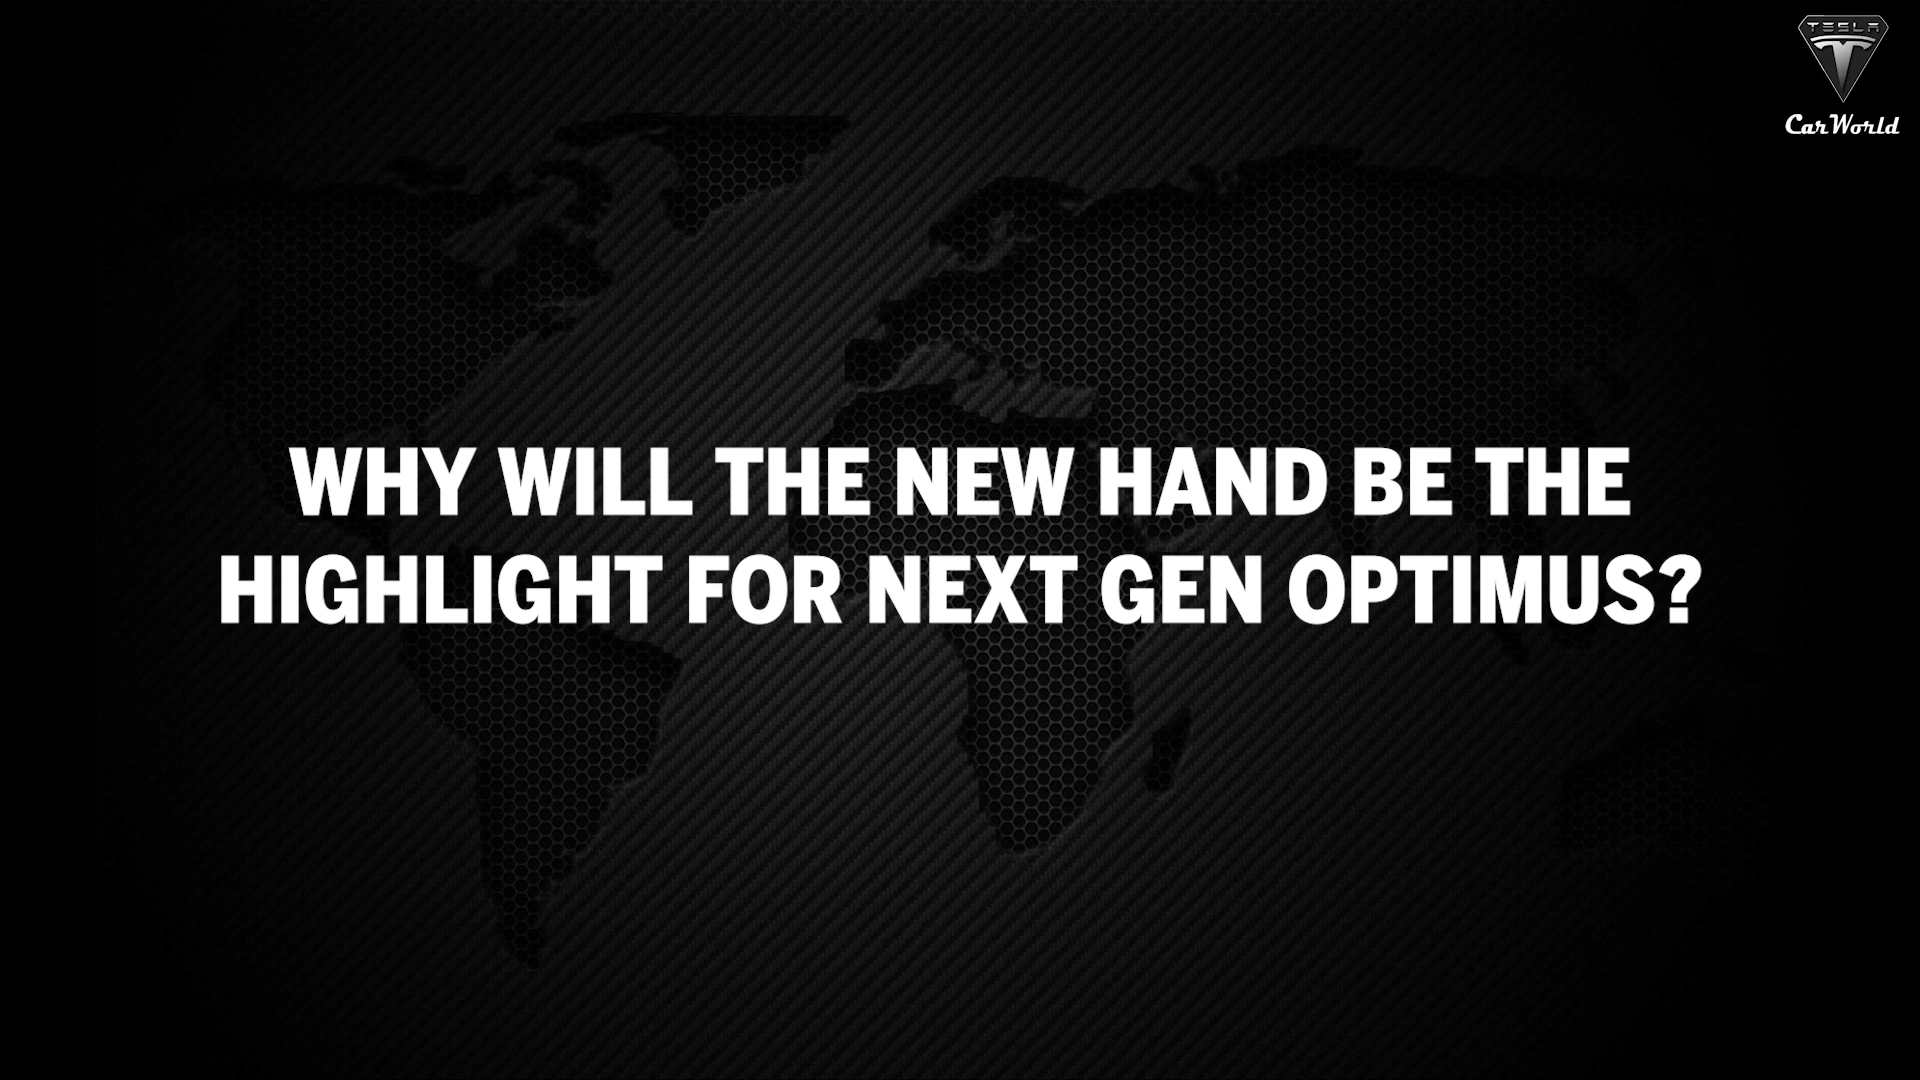 TESLA
CarWorld
WHY WILL THE NEW HAND BE THE
HIGHLIGHT FOR NEXT GEN OPTIMUS?